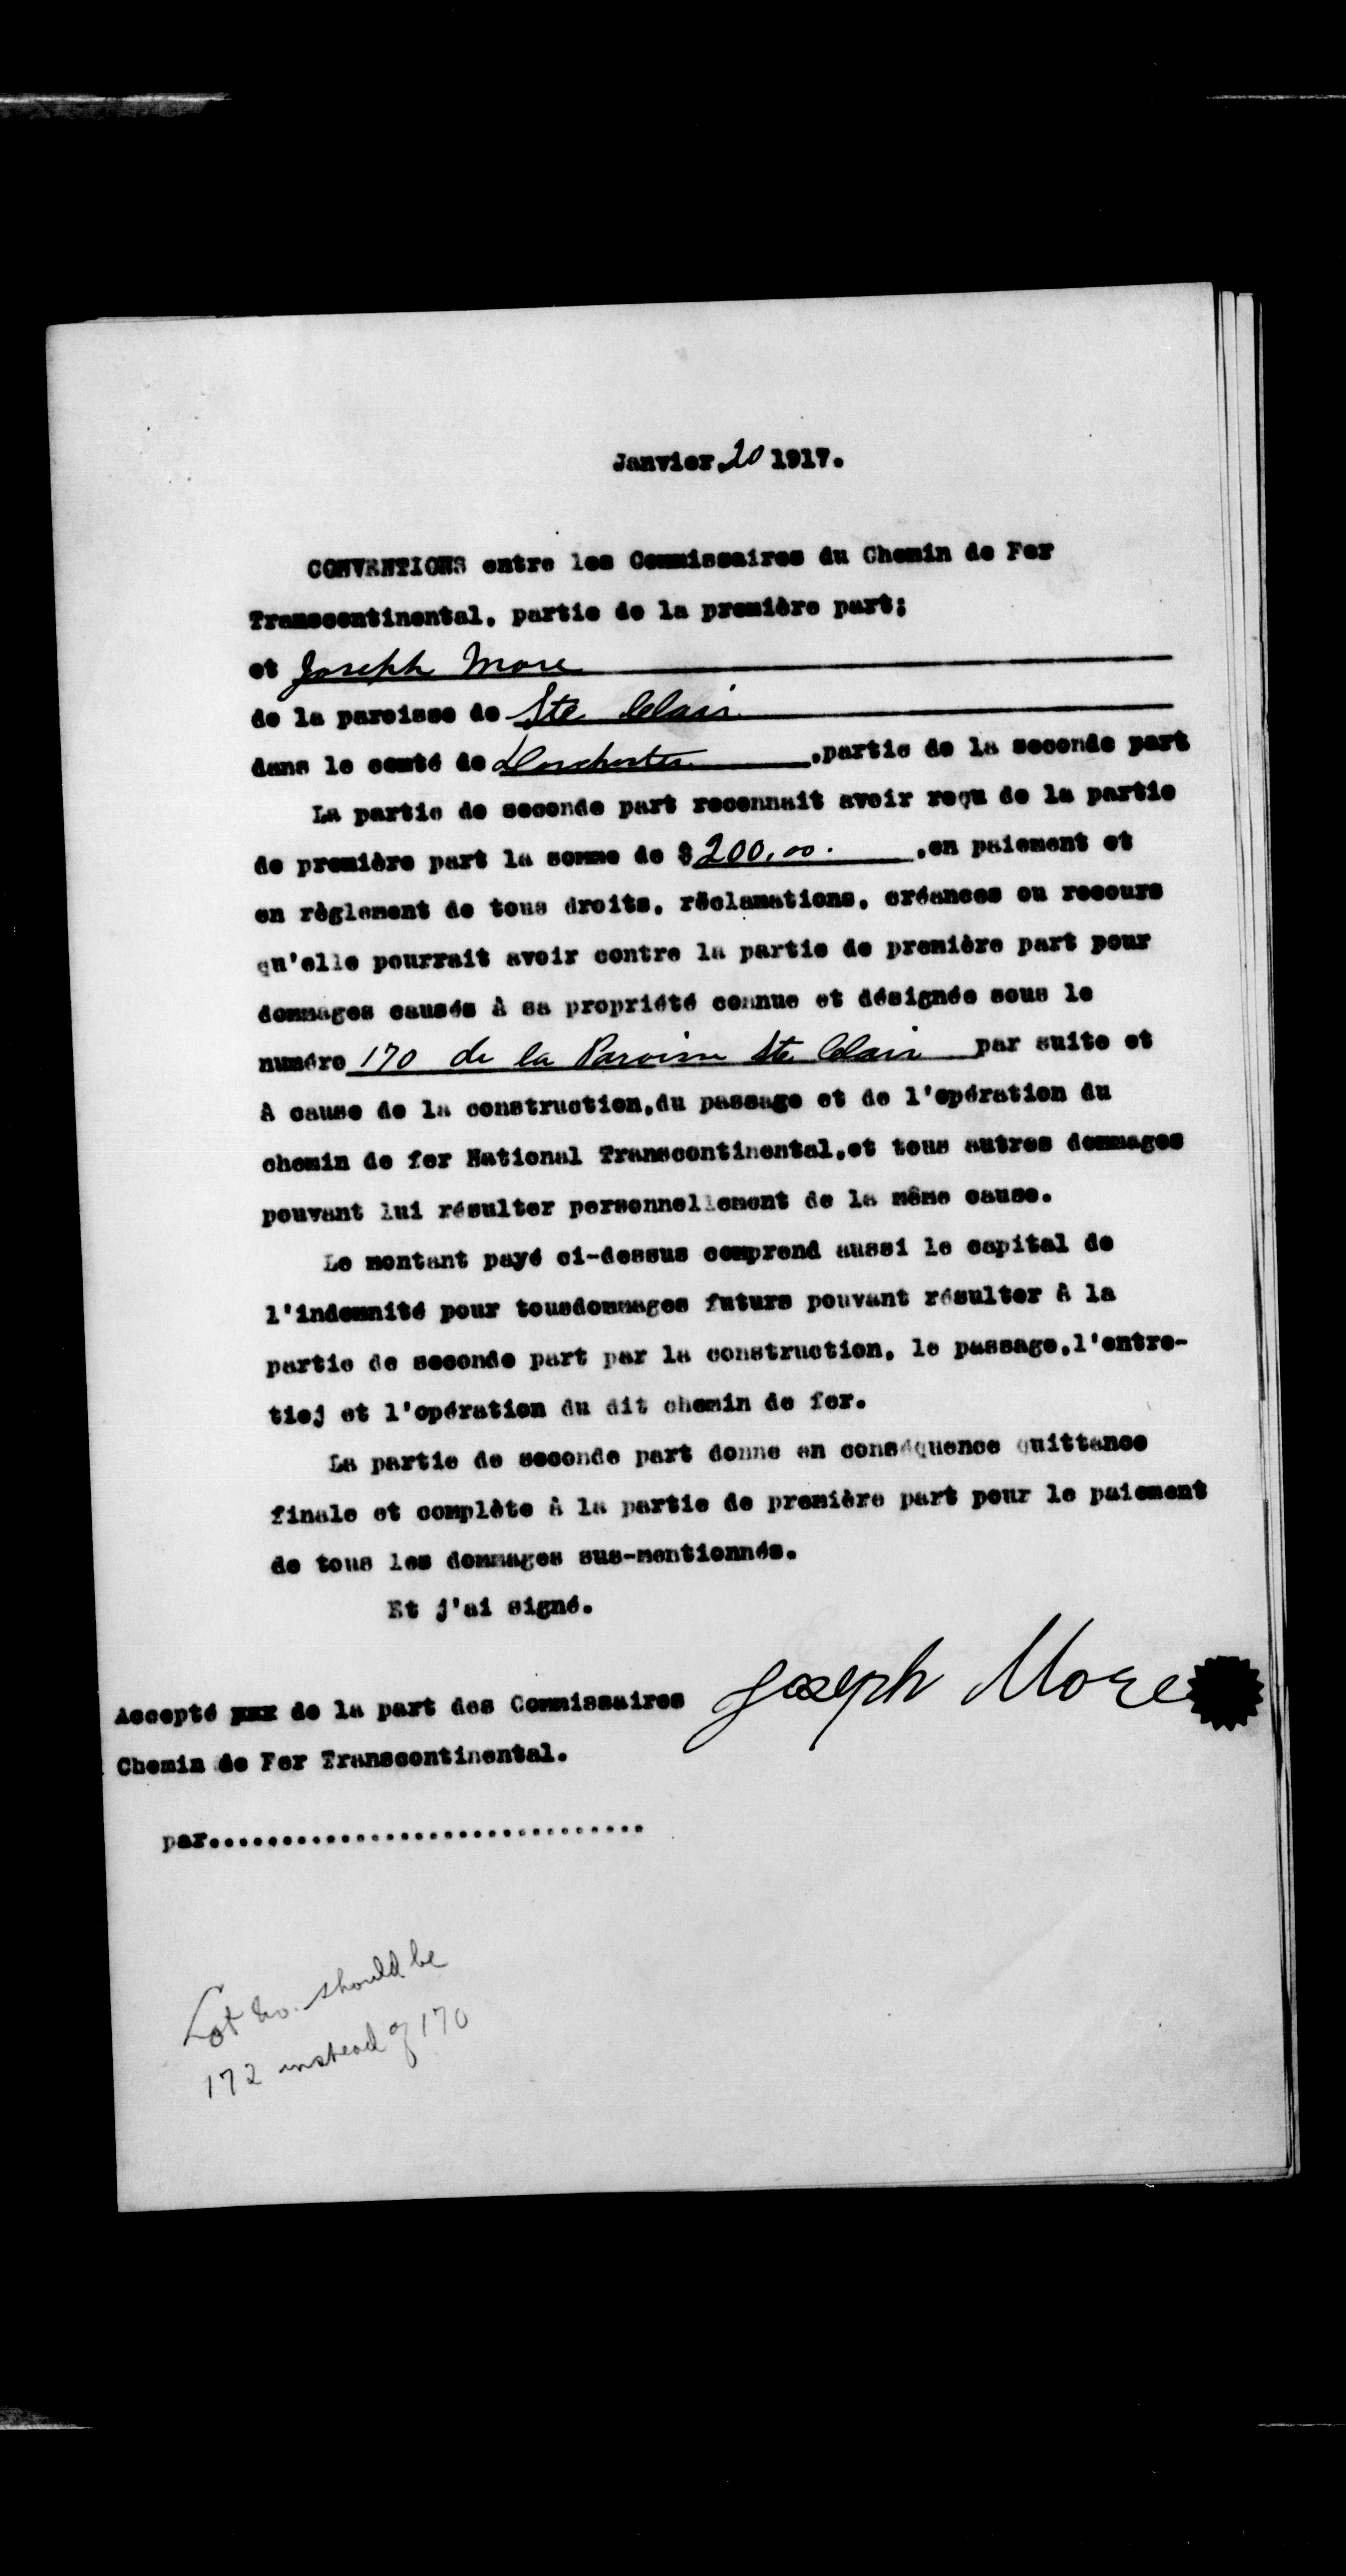 Janvier, 20 1917.
CONVENTIONS entre les Commissaires du Chemin de Fer
Transcontinental, partie de la première part;
et Joseph More
de la paroisse de Ste Clair
dans le comté de Dorchester, partie de la seconde part
La partie de seconde part reconnait avoir reçu de la partie
de première part la somme de $ 200.00. ,en paiement et
en règlement de tous droits, réclamations, créances ou recours
qu'elle pourrait avoir contre la partie de première part pour
dommages causés à sa propriété connue et désignée sous le
numéro 170 de la Paroisse Ste Clair par suite et
à cause de la construction,du passage et de l'opération du
chemin de fer National Transcontinental,et tous autres dommages
pouvant lui résulter personnellement de la même cause.
Le montant payé ci-dessus comprend aussi le capital de
l'indemnité pour tousdommages futurs pouvant résulter à la
partie de seconde part par la construction, le passage,l'entre-
tiej et l'opération du dit chemin de fer.
La partie de seconde part donne en conséquence quittance
finale et complète à la partie de première part pour le paiement
de tous les dommages sus-mentionnés.
Et j'ai signé.
Joseph More
Accepté xxx de la part des Commissaires
Chemin de Fer Transcontinental.
par..............................
Lot no. should be
172 instead of 170